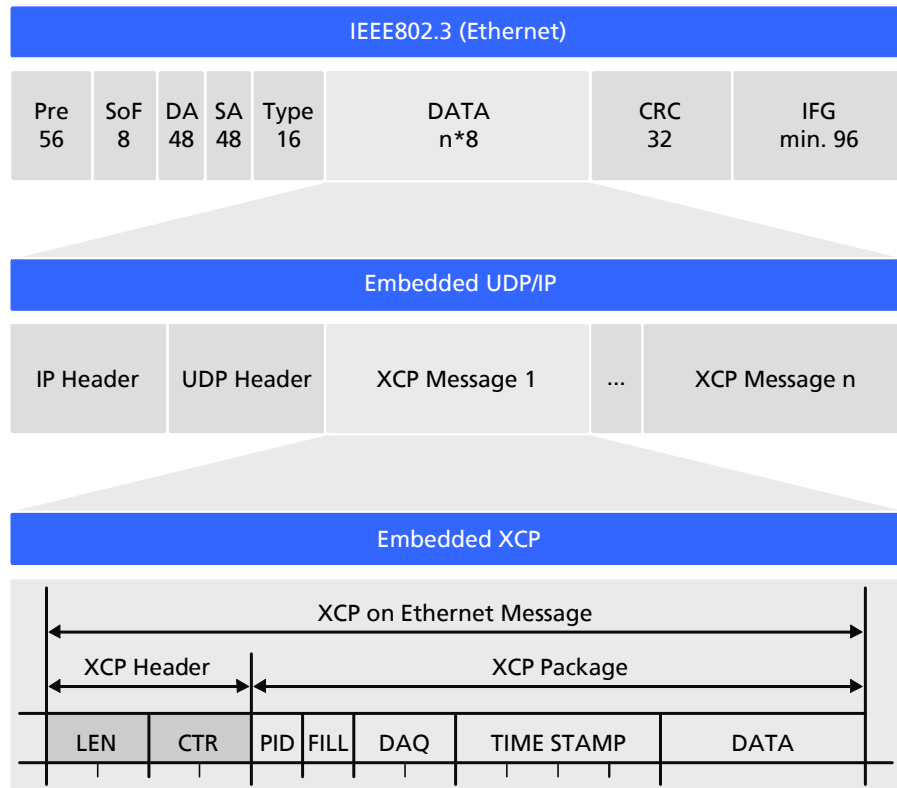 IEEE802.3 (Ethernet)
Pre SoF DA SA Type DATA CRC IFG
56 8 48 48 16 n*8 32 min. 96
Embedded UDP/IP
IP Header UDP Header XCP Message 1 ... XCP Message n
Embedded XCP
XCP on Ethernet Message
XCP Header XCP Package
LEN CTR PID FILL DAQ TIME STAMP DATA